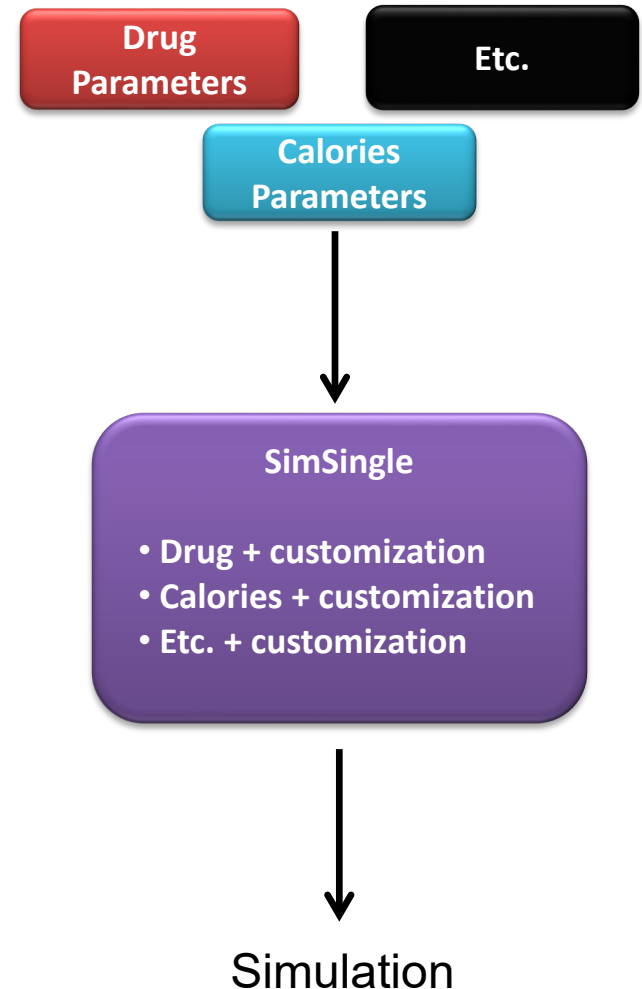 Drug
Parameters
Etc.
Calories
Parameters
SimSingle
• Drug + customization
• Calories + customization
• Etc. + customization
Simulation